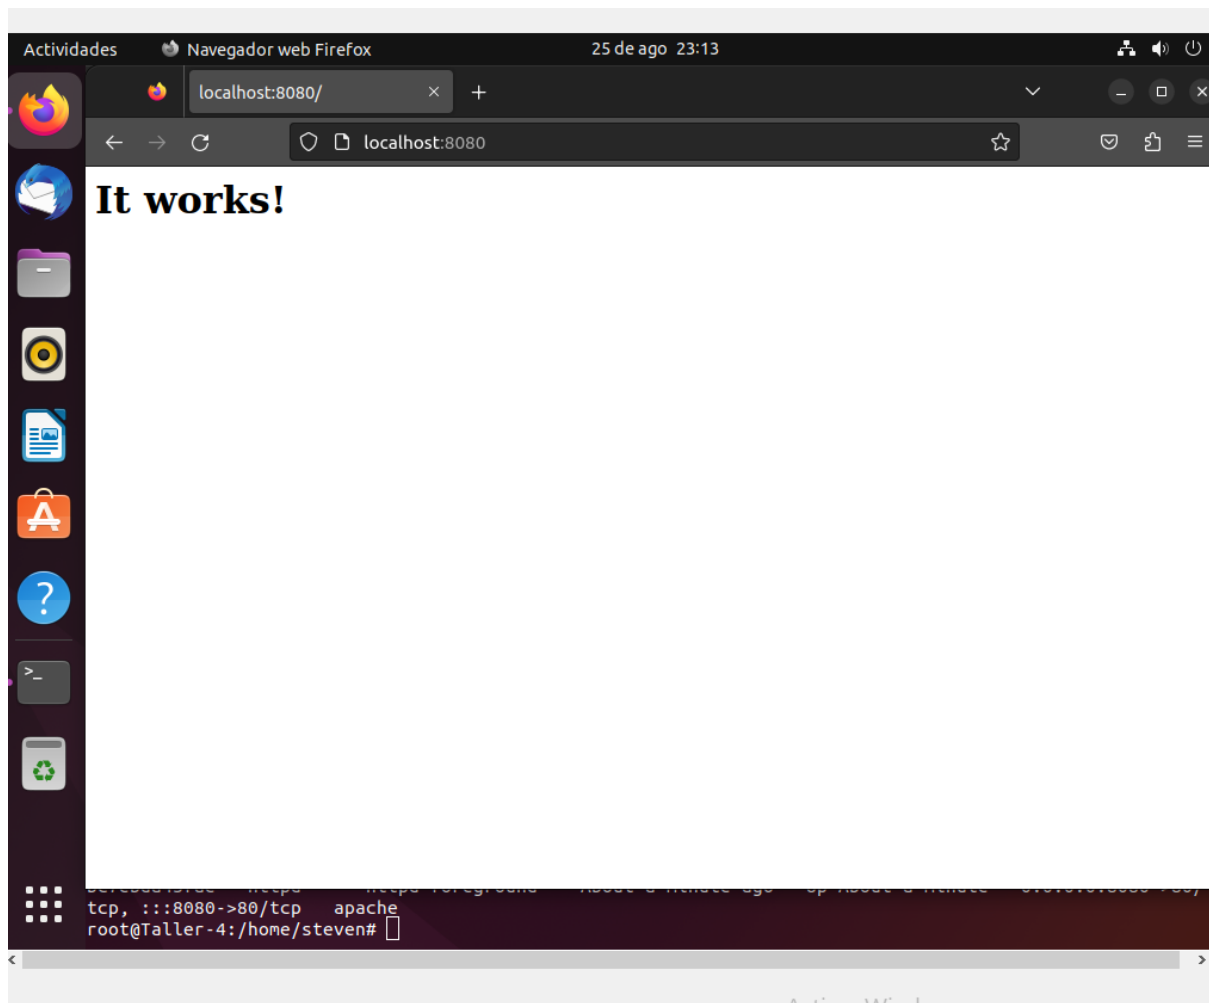 Actividades Navegador web Firefox 25 de ago 23:13
localhost:8080/
localhost:8080
It works!
tcp, :::8080->80/tcp apache
root@Taller-4:/home/steven#